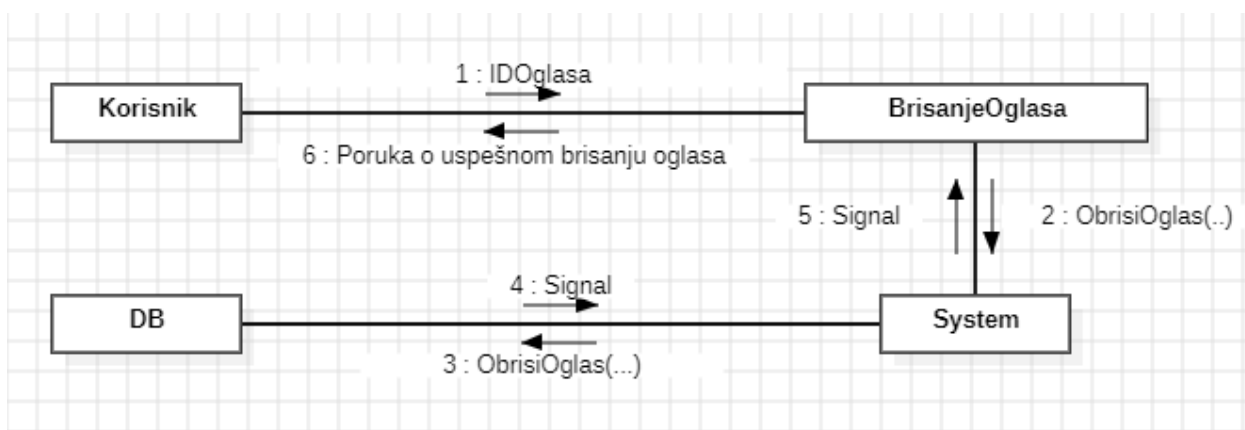 1 : IDOglasa
Korisnik
BrisanjeOglasa
6 : Poruka o uspešnom brisanju oglasa
5 : Signal
2 : ObrisiOglas(..)
4 : Signal
DB
System
3 : ObrisiOglas(...)